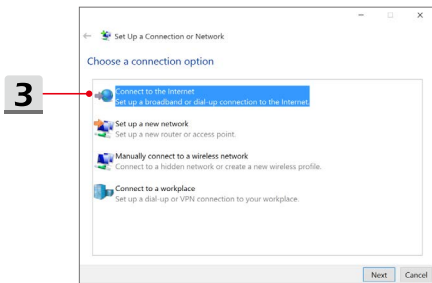 Set Up a Connection or Network
Choose a connection option
3
Connect to the Internet
Set up a broadband or dial-up connection to the Internet.
Set up a new network
Set up a new router or access point.
Manually connect to a wireless network
Connect to a hidden network or create a new wireless profile.
Connect to a workplace
Set up a dial-up or VPN connection to your workplace.
Next Cancel